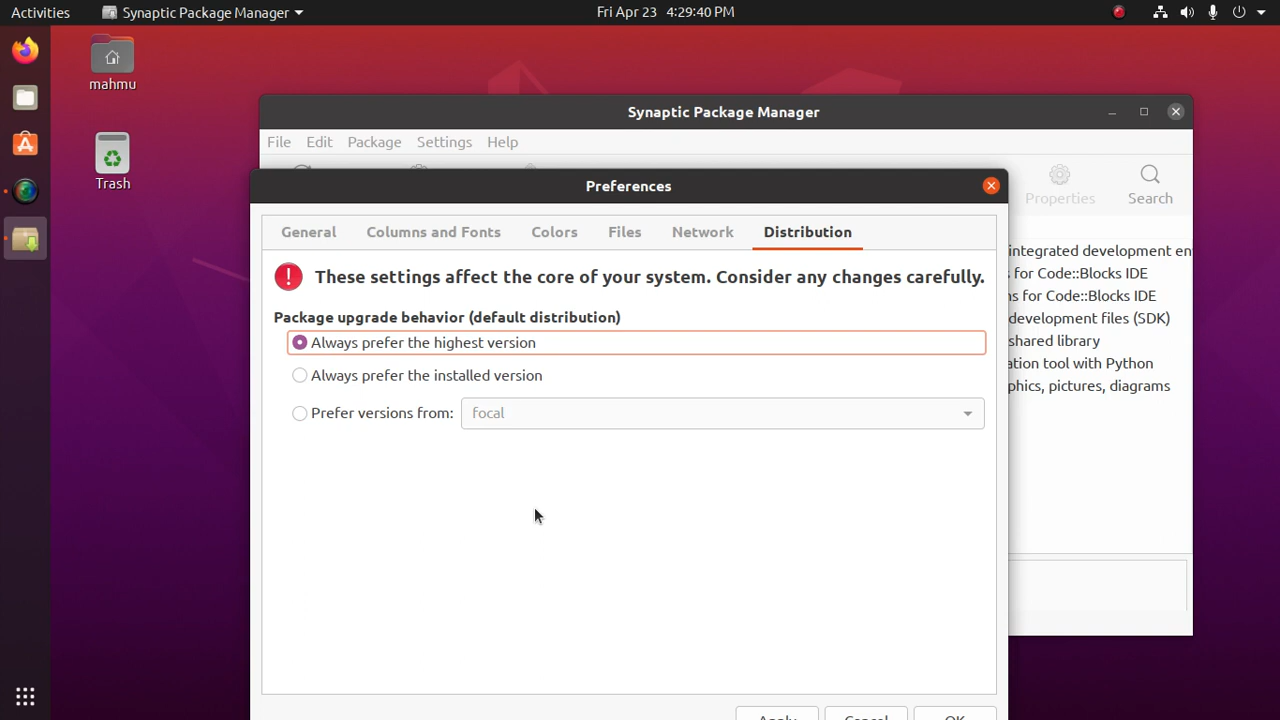 Activities
Synaptic Package Manager
Fri Apr 23 4:29:40 PM
mahmu
Trash
Synaptic Package Manager
File Edit Package Settings Help
Properties
Search
Preferences
General Columns and Fonts Colors Files Network Distribution
These settings affect the core of your system. Consider any changes carefully.
Package upgrade behavior (default distribution)
Always prefer the highest version
Always prefer the installed version
Prefer versions from: focal
integrated development en
s for Code::Blocks IDE
ns for Code::Blocks IDE
development files (SDK)
shared library
ation tool with Python
phics, pictures, diagrams
Apply Cancel OK